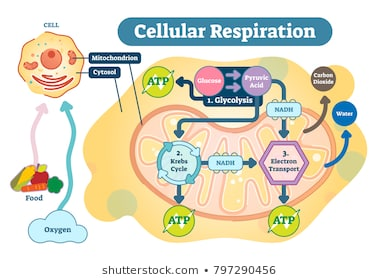 Cellular Respiration
CELL
Mitochondrion
Cytosol
ATP
Glucose
Pyruvic
Acid
1. Glycolysis
NADH
Carbon
Dioxide
Water
2.
Krebs
Cycle
NADH
3.
Electron
Transport
Food
Oxygen
ATP
ATP
shutterstock.com • 797290456